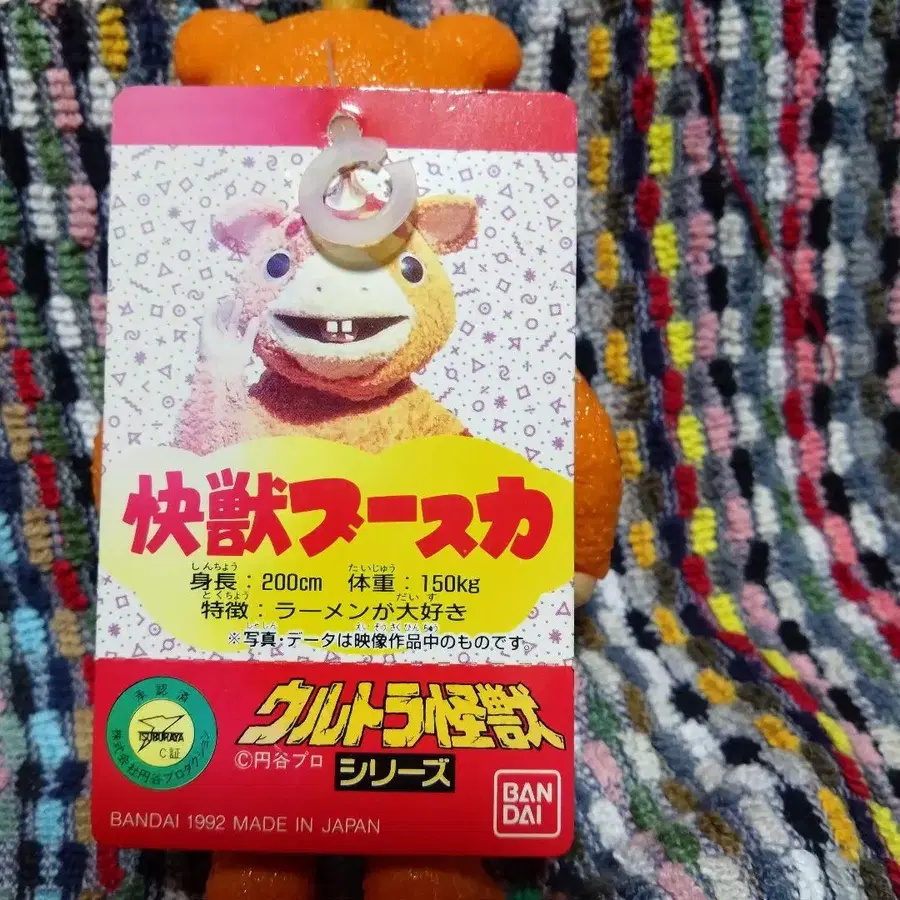 快獣ブースカ
しんちょう たいじゅう
身長：200cm 体重：150kg
とくちょう だいす
特徴：ラーメンが大好き
しゃしん えいぞうさくひんちゅう
※写真・データは映像作品中のものです。
承認済
TSUBURAYA
C証
株式会社円谷プロダクション
ウルトラ怪獣
シリーズ
©円谷プロ
BANDAI 1992 MADE IN JAPAN
BAN
DAI